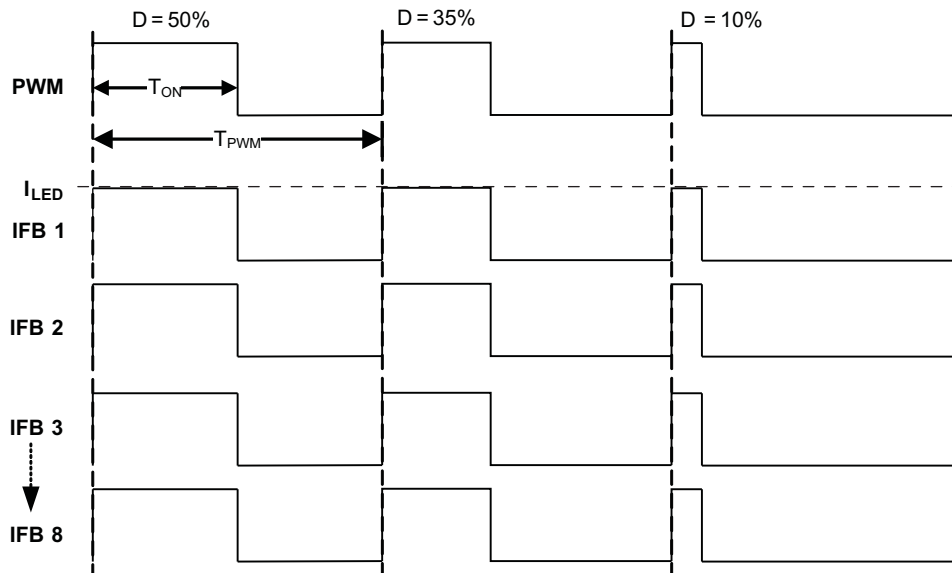 D = 50%
D = 35%
D = 10%
PWM
TON
TPWM
ILED
IFB 1
IFB 2
IFB 3
IFB 8